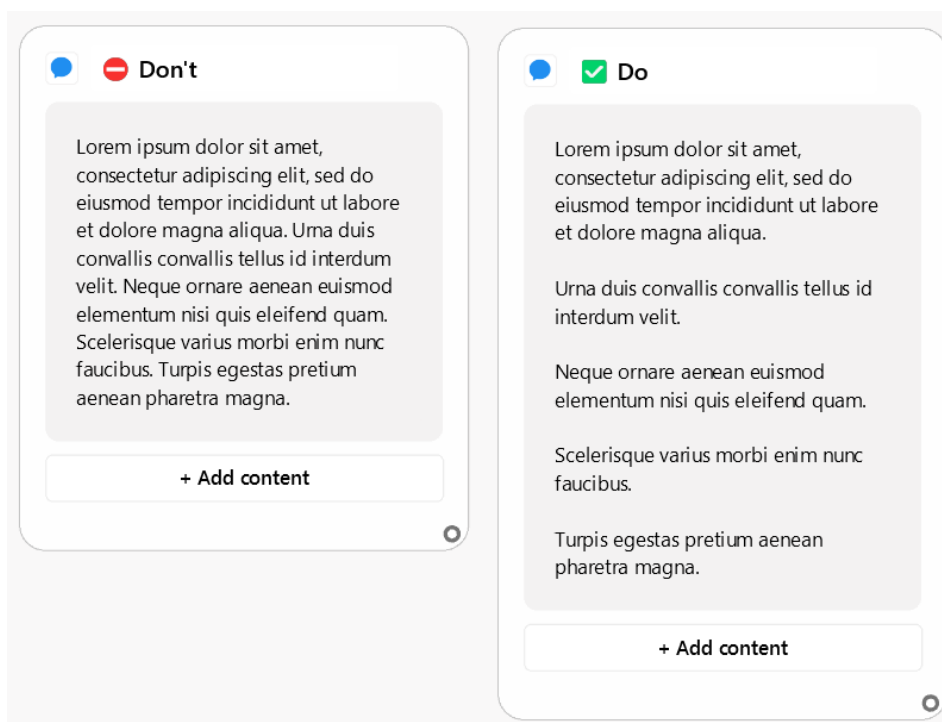 Don't
Lorem ipsum dolor sit amet,
consectetur adipiscing elit, sed do
eiusmod tempor incididunt ut labore
et dolore magna aliqua. Urna duis
convallis convallis tellus id interdum
velit. Neque ornare aenean euismod
elementum nisi quis eleifend quam.
Scelerisque varius morbi enim nunc
faucibus. Turpis egestas pretium
aenean pharetra magna.
+ Add content
Do
Lorem ipsum dolor sit amet,
consectetur adipiscing elit, sed do
eiusmod tempor incididunt ut labore
et dolore magna aliqua.
Urna duis convallis convallis tellus id
interdum velit.
Neque ornare aenean euismod
elementum nisi quis eleifend quam.
Scelerisque varius morbi enim nunc
faucibus.
Turpis egestas pretium aenean
pharetra magna.
+ Add content